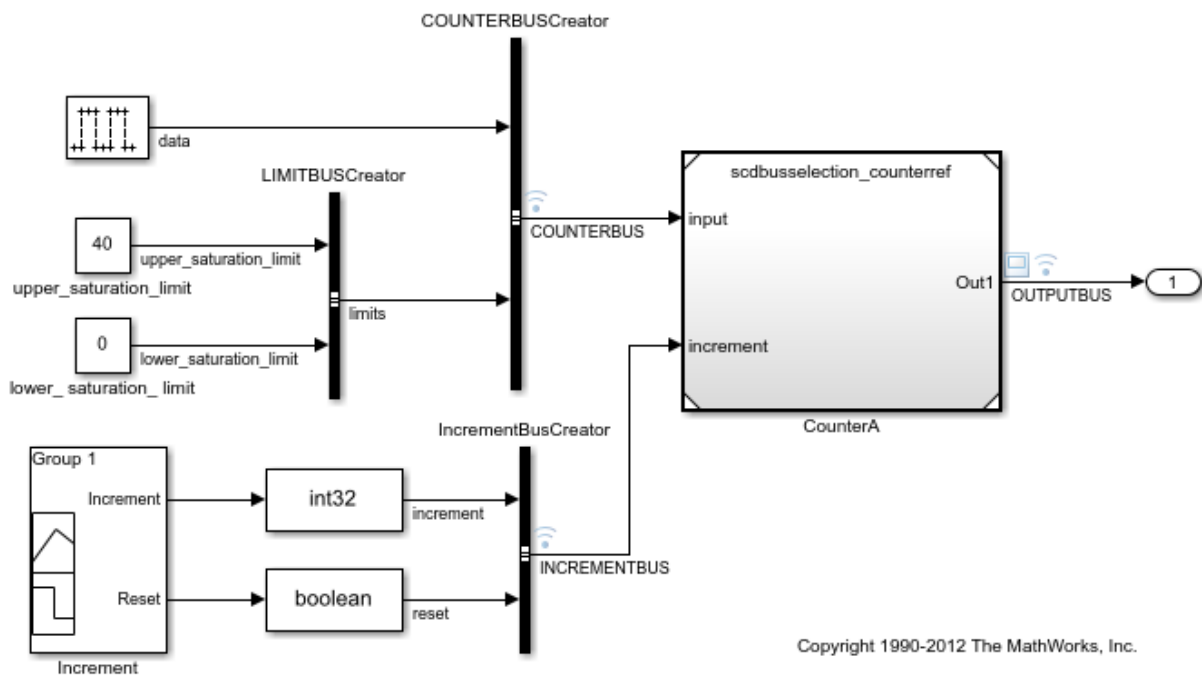 COUNTERBUSCreator
data
LIMITBUSCreator
scdbusselection_counterref
input
COUNTERBUS
40
upper_saturation_limit
upper_saturation_limit
Out1
OUTPUTBUS
1
limits
0
lower_saturation_limit
lower_ saturation_ limit
increment
CounterA
IncrementBusCreator
Group 1
Increment
int32
increment
INCREMENTBUS
Reset
boolean
reset
Increment
Copyright 1990-2012 The MathWorks, Inc.